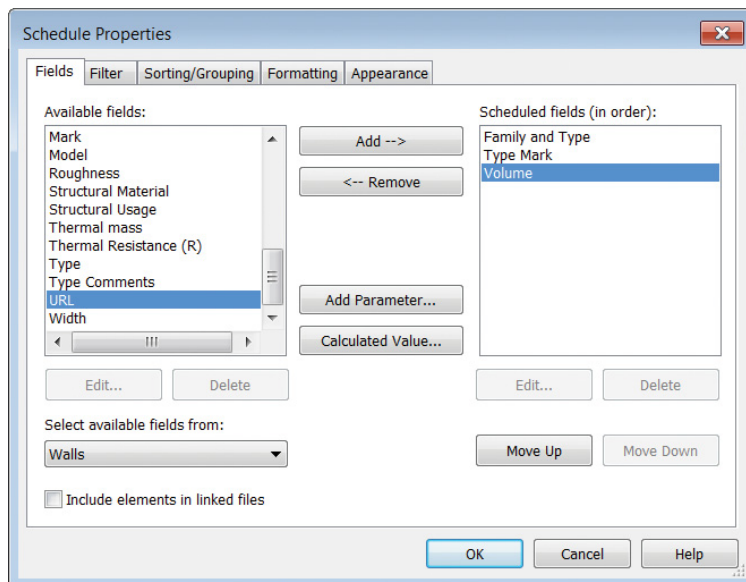 Schedule Properties
Fields Filter Sorting/Grouping Formatting Appearance
Available fields:
Mark
Model
Roughness
Structural Material
Structural Usage
Thermal mass
Thermal Resistance (R)
Type
Type Comments
URL
Width
Edit... Delete
Select available fields from:
Walls
Include elements in linked files
Add -->
<-- Remove
Add Parameter...
Calculated Value...
Scheduled fields (in order):
Family and Type
Type Mark
Volume
Edit... Delete
Move Up Move Down
OK Cancel Help